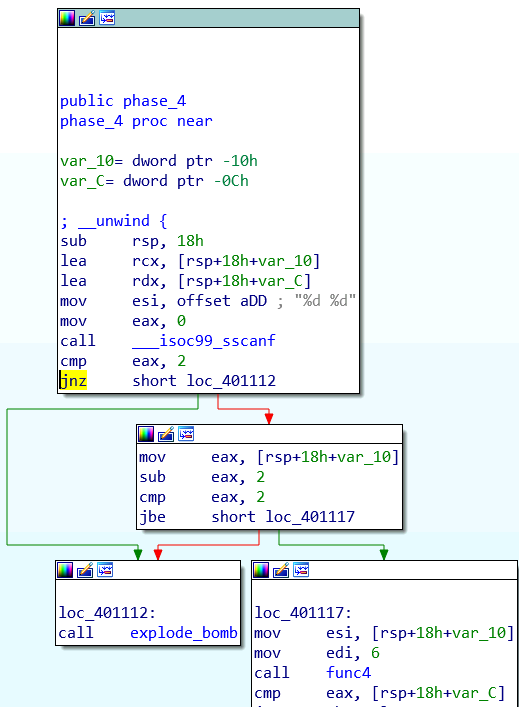 public phase_4
phase_4 proc near
var_10= dword ptr -10h
var_C= dword ptr -0Ch
; __unwind {
sub rsp, 18h
lea rcx, [rsp+18h+var_10]
lea rdx, [rsp+18h+var_C]
mov esi, offset aDD ; "%d %d"
mov eax, 0
call ___isoc99_sscanf
cmp eax, 2
jnz short loc_401112
mov eax, [rsp+18h+var_10]
sub eax, 2
cmp eax, 2
jbe short loc_401117
loc_401112:
call explode_bomb
loc_401117:
mov esi, [rsp+18h+var_10]
mov edi, 6
call func4
cmp eax, [rsp+18h+var_C]